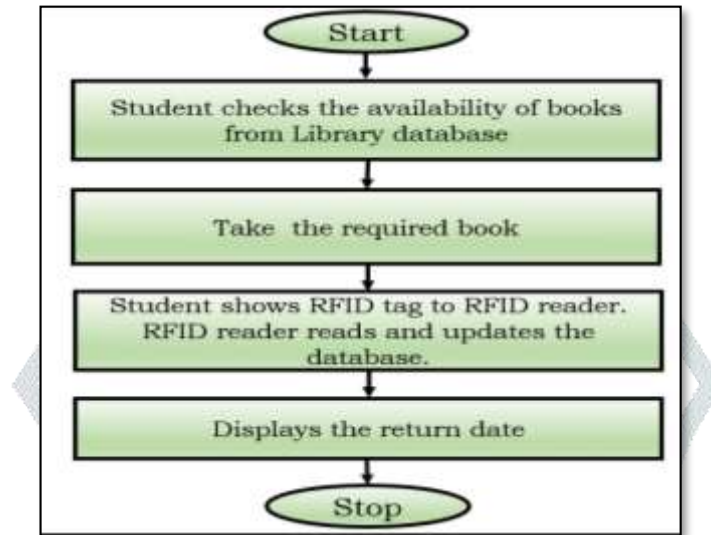 Start
Student checks the availability of books
from Library database
Take the required book
Student shows RFID tag to RFID reader.
RFID reader reads and updates the
database.
Displays the return date
Stop